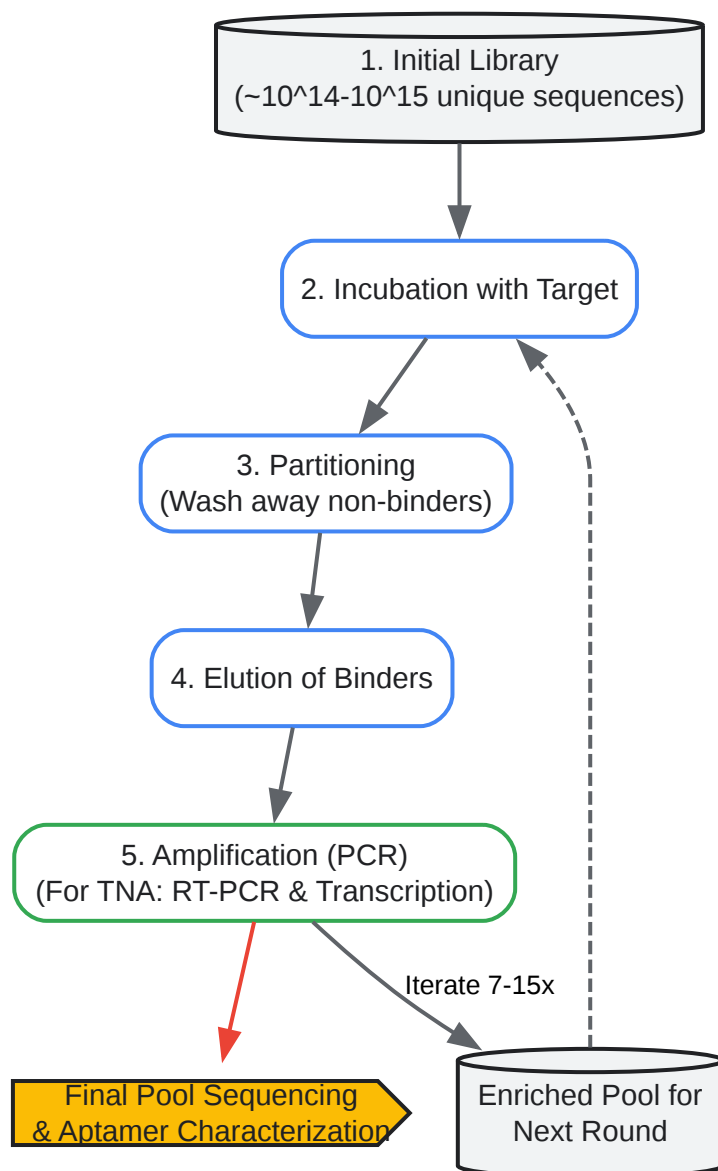 1. Initial Library
(~10^14-10^15 unique sequences)
2. Incubation with Target
3. Partitioning
(Wash away non-binders)
4. Elution of Binders
5. Amplification (PCR)
(For TNA: RT-PCR & Transcription)
Iterate 7-15x
Final Pool Sequencing
& Aptamer Characterization
Enriched Pool for
Next Round